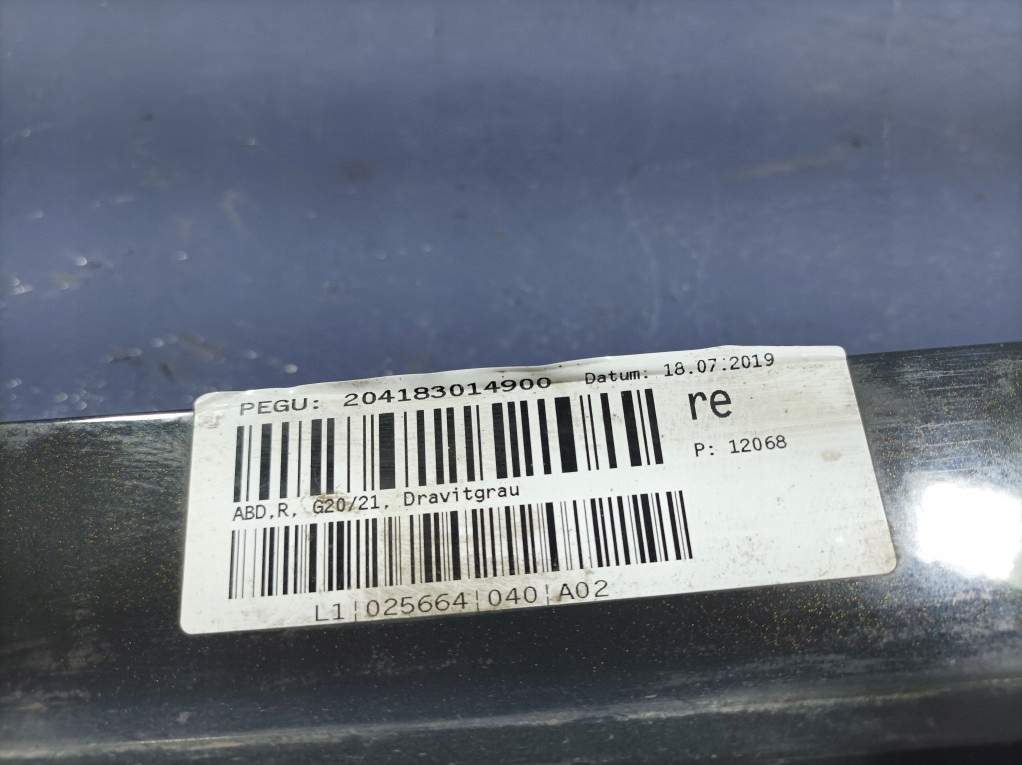 PEGU: 204183014900 Datum: 18.07.2019
re
P: 12068
ABD,R, G20/21, Dravitgrau
L1|025664|040|A02